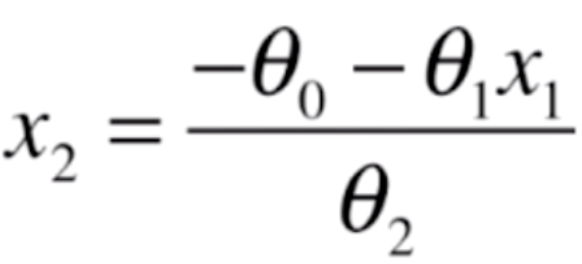 x₂ = (−θ₀ − θ₁x₁) / θ₂